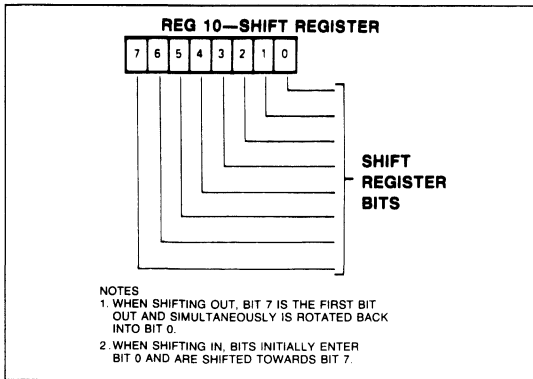 REG 10—SHIFT REGISTER
7 6 5 4 3 2 1 0
SHIFT
REGISTER
BITS
NOTES
1. WHEN SHIFTING OUT, BIT 7 IS THE FIRST BIT
OUT AND SIMULTANEOUSLY IS ROTATED BACK
INTO BIT 0.
2. WHEN SHIFTING IN, BITS INITIALLY ENTER
BIT 0 AND ARE SHIFTED TOWARDS BIT 7.